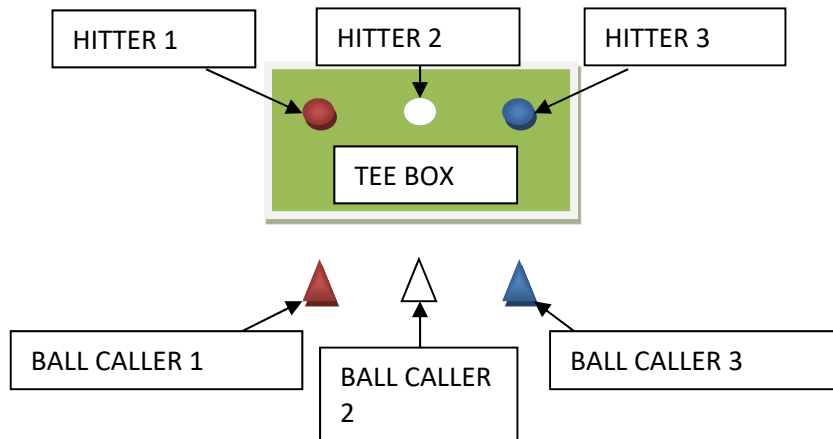 HITTER 1
HITTER 2
HITTER 3
TEE BOX
BALL CALLER 1
BALL CALLER
2
BALL CALLER 3